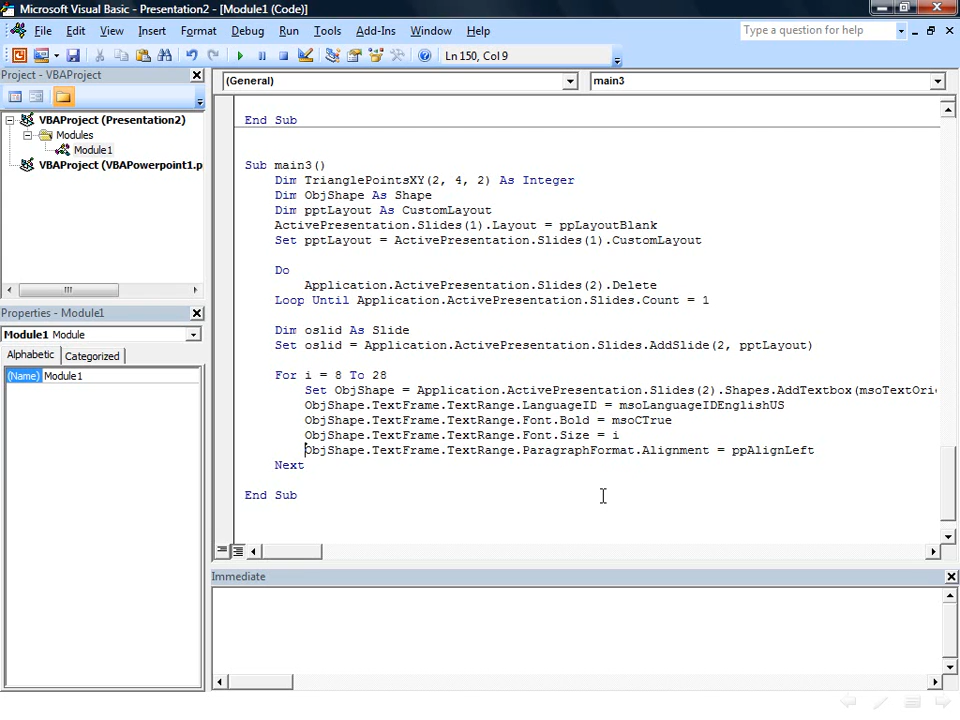 Microsoft Visual Basic - Presentation2 - [Module1 (Code)]
File Edit View Insert Format Debug Run Tools Add-Ins Window Help
Type a question for help
Ln 150, Col 9
Project - VBAProject
(General) main3
VBAProject (Presentation2)
Modules
Module1
VBAProject (VBAPowerpoint1.p
End Sub
Sub main3()
Dim TrianglePointsXY(2, 4, 2) As Integer
Dim ObjShape As Shape
Dim pptLayout As CustomLayout
ActivePresentation.Slides(1).Layout = ppLayoutBlank
Set pptLayout = ActivePresentation.Slides(1).CustomLayout
Do
Application.ActivePresentation.Slides(2).Delete
Loop Until Application.ActivePresentation.Slides.Count = 1
Dim oslid As Slide
Set oslid = Application.ActivePresentation.Slides.AddSlide(2, pptLayout)
For i = 8 To 28
Set ObjShape = Application.ActivePresentation.Slides(2).Shapes.AddTextbox(msoTextOrie
ObjShape.TextFrame.TextRange.LanguageID = msoLanguageIDEnglishUS
ObjShape.TextFrame.TextRange.Font.Bold = msoCTrue
ObjShape.TextFrame.TextRange.Font.Size = i
ObjShape.TextFrame.TextRange.ParagraphFormat.Alignment = ppAlignLeft
Next
End Sub
Properties - Module1
Module1 Module
Alphabetic Categorized
(Name) Module1
Immediate